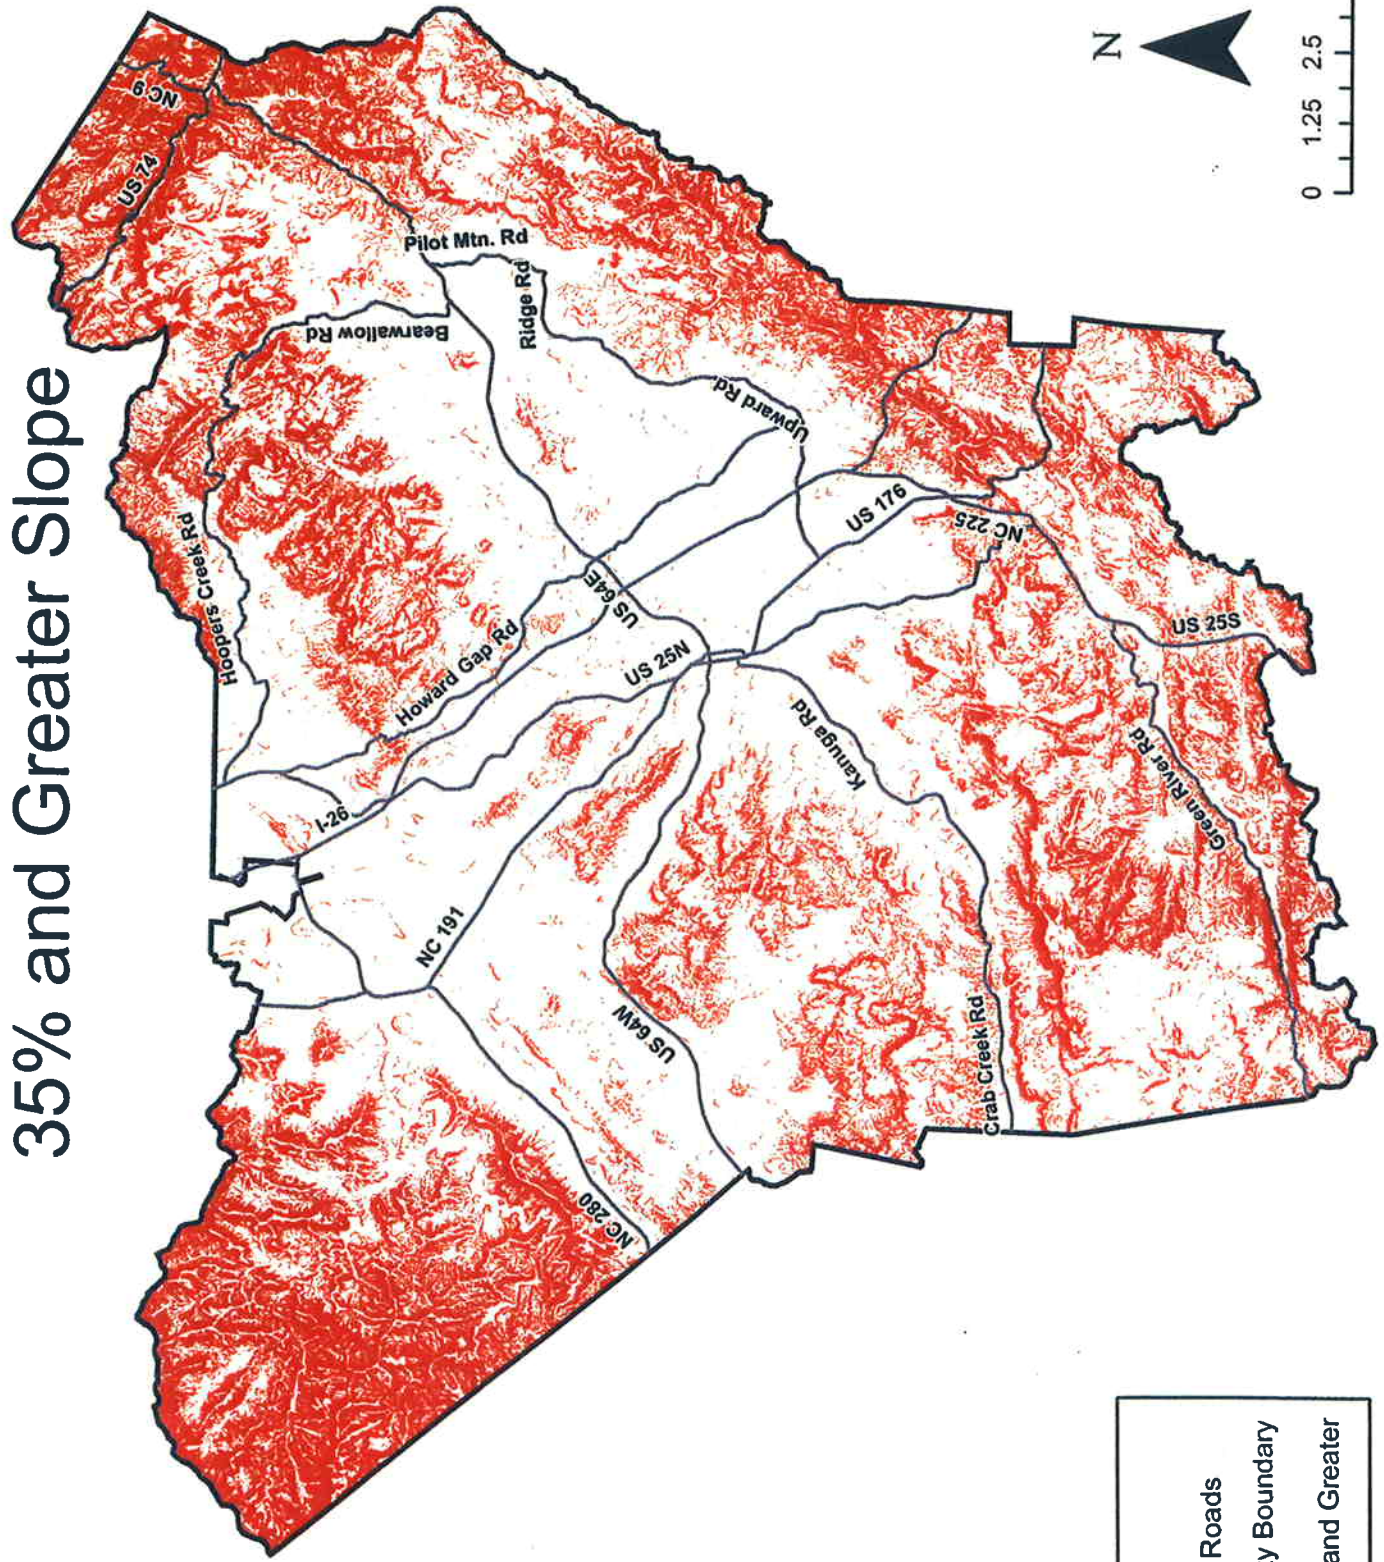 35% and Greater Slope
NC 9
US 74
Pilot Mtn. Rd
Ridge Rd
Bearwallow Rd
Hoopers Creek Rd
Upward Rd
US 176
NC 225
US 64E
Howard Gap Rd
US 25N
US 25S
I-26
Kanuga Rd
Green River Rd
NC 191
US 64W
Crab Creek Rd
NC 280
N
0 1.25 2.5
Roads
y Boundary
and Greater